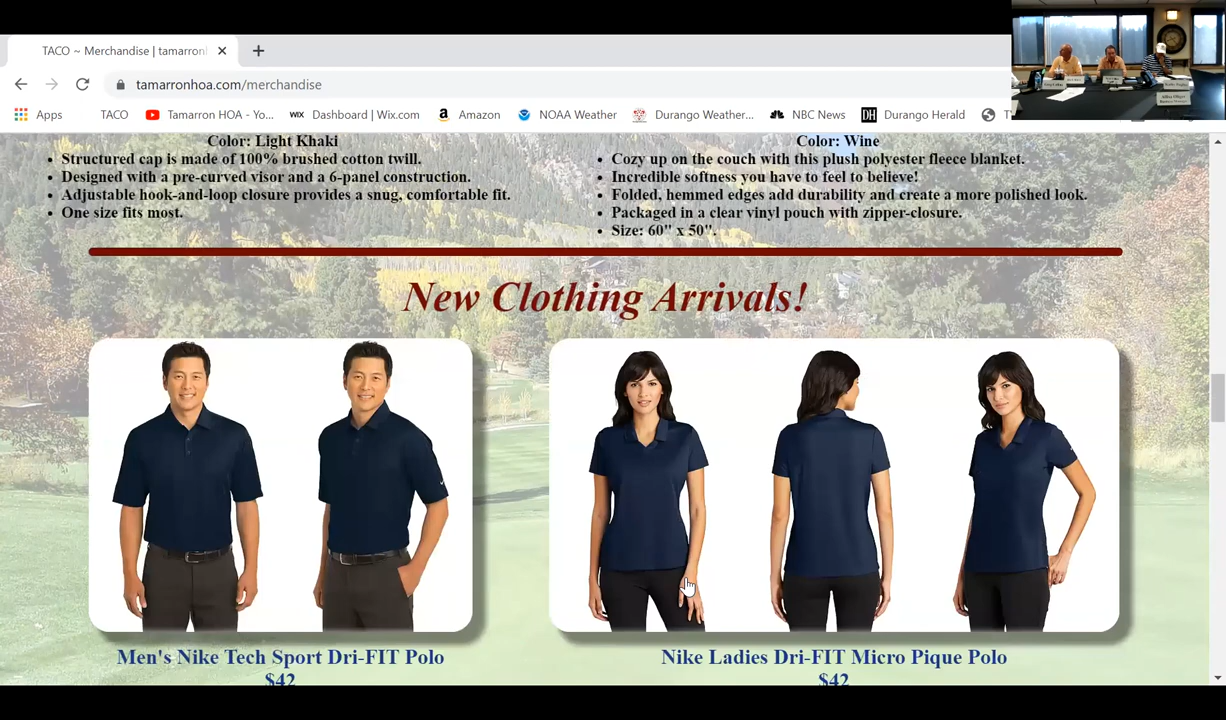 TACO ~ Merchandise | tamarronh
tamarronhoa.com/merchandise
Apps TACO Tamarron HOA - Yo... WIX Dashboard | Wix.com Amazon NOAA Weather Durango Weather... NBC News DH Durango Herald
Color: Light Khaki
• Structured cap is made of 100% brushed cotton twill.
• Designed with a pre-curved visor and a 6-panel construction.
• Adjustable hook-and-loop closure provides a snug, comfortable fit.
• One size fits most.
Color: Wine
• Cozy up on the couch with this plush polyester fleece blanket.
• Incredible softness you have to feel to believe!
• Folded, hemmed edges add durability and create a more polished look.
• Packaged in a clear vinyl pouch with zipper-closure.
• Size: 60" x 50".
New Clothing Arrivals!
Men's Nike Tech Sport Dri-FIT Polo
$42
Nike Ladies Dri-FIT Micro Pique Polo
$42